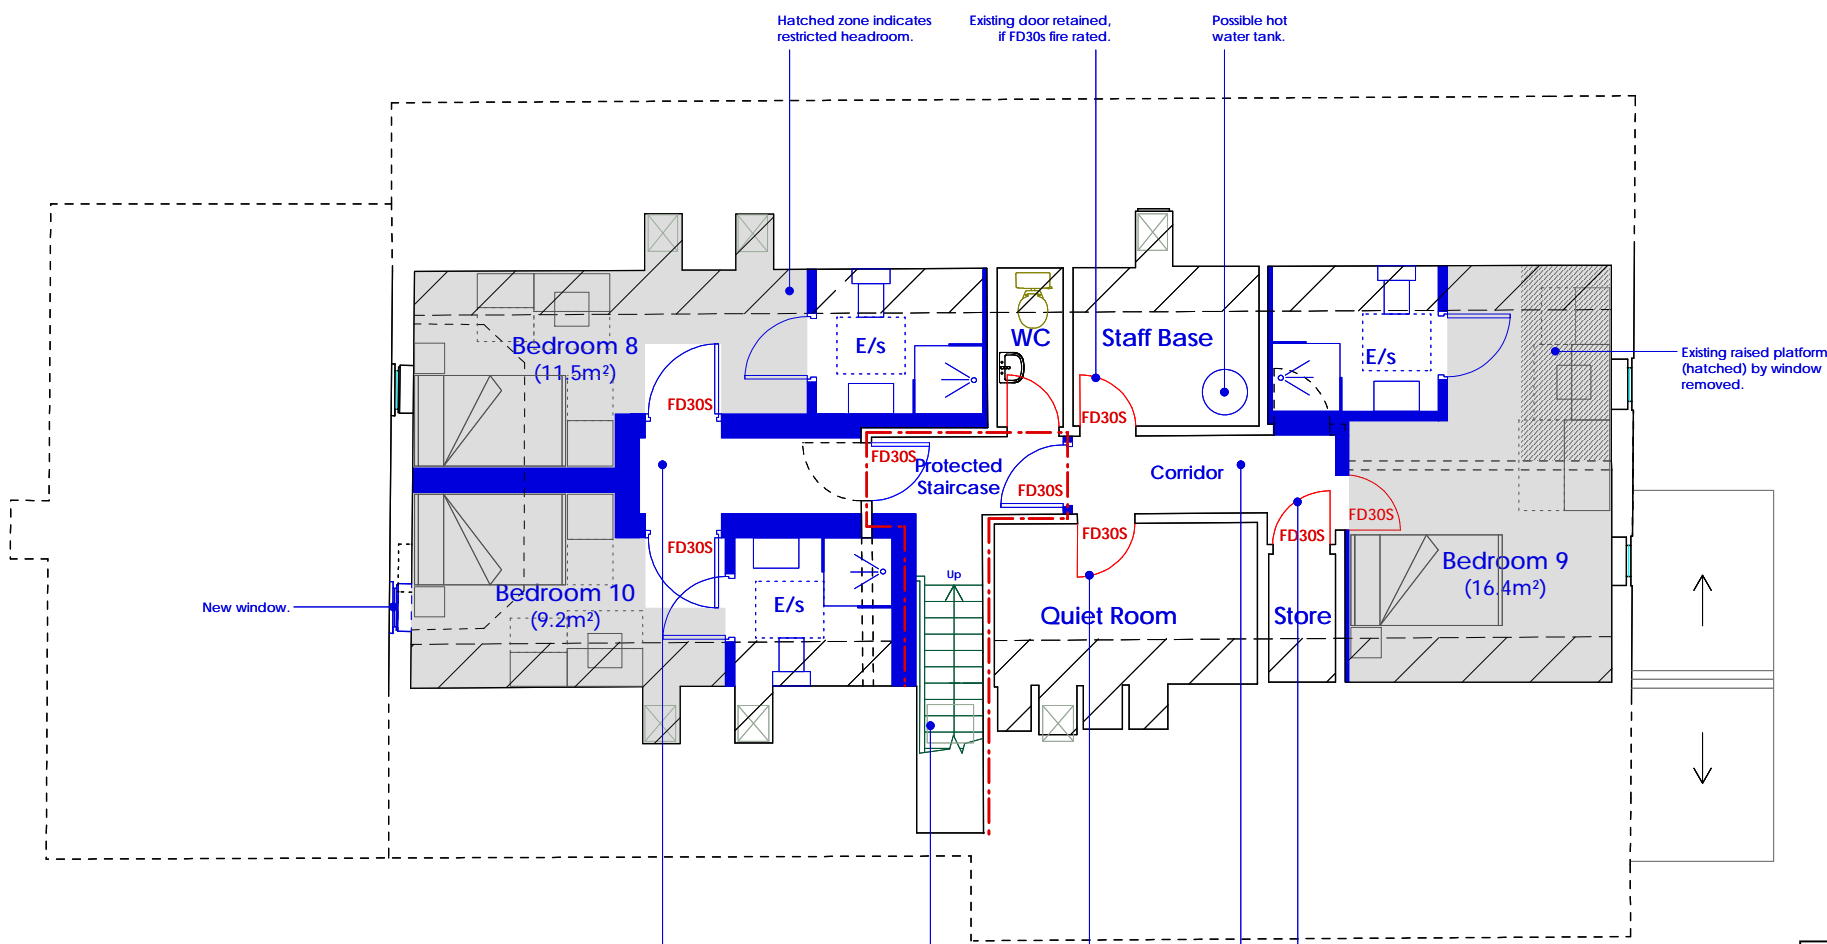 Hatched zone indicates
restricted headroom.
Existing door retained,
if FD30s fire rated.
Possible hot
water tank.
Bedroom 8
(11.5m²)
E/s
WC
Staff Base
E/s
Existing raised platform
(hatched) by window
removed.
FD30S
FD30S
FD30S
Protected
Staircase
FD30S
Corridor
FD30S
FD30S
FD30S
FD30S
Bedroom 9
(16.4m²)
Up
Bedroom 10
(9.2m²)
E/s
New window.
Quiet Room
Store